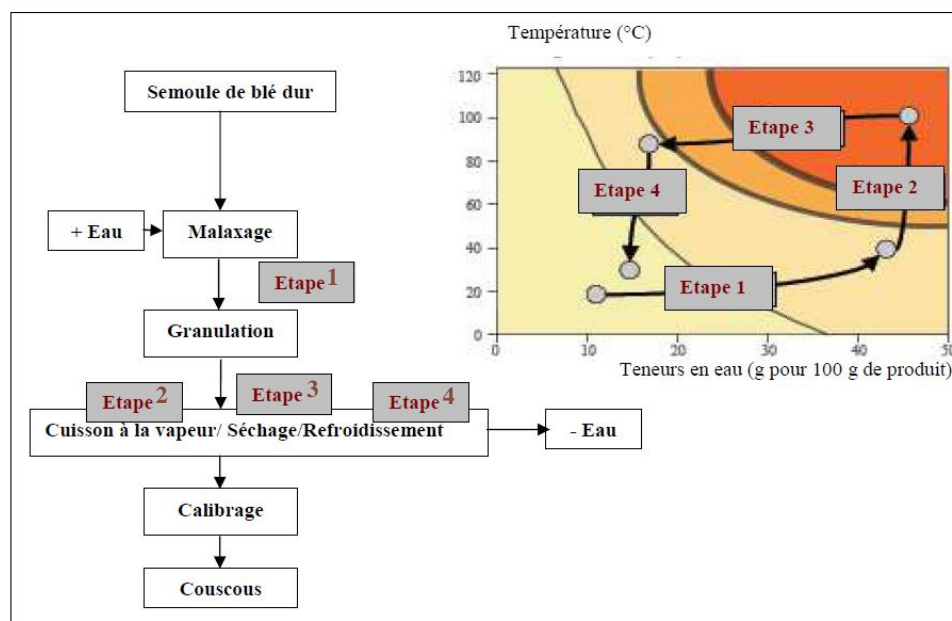 Température (°C)
Semoule de blé dur
+ Eau
Malaxage
Etape 1
Granulation
Etape 2
Etape 3
Etape 4
Cuisson à la vapeur/ Séchage/Refroidissement
- Eau
Calibrage
Couscous
120
100
80
60
40
20
0
Etape 3
Etape 4
Etape 2
Etape 1
0 10 20 30 40 50
Teneurs en eau (g pour 100 g de produit)